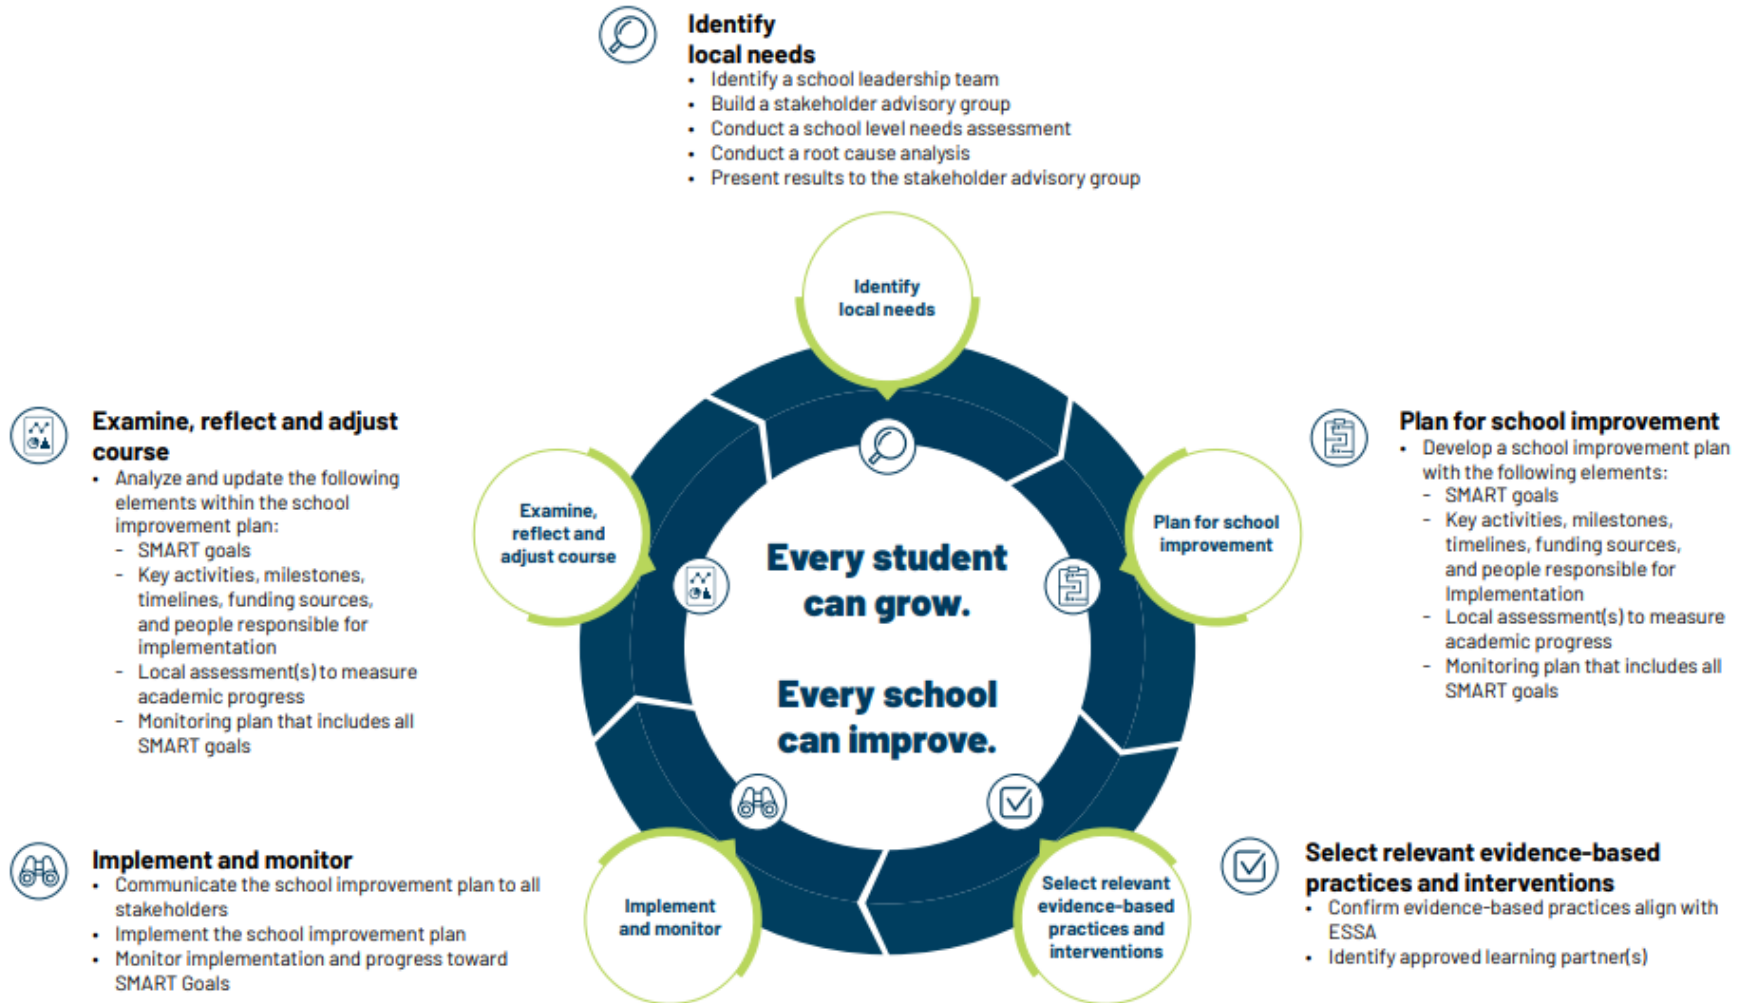 Identify
local needs
• Identify a school leadership team
• Build a stakeholder advisory group
• Conduct a school level needs assessment
• Conduct a root cause analysis
• Present results to the stakeholder advisory group
Identify
local needs
Examine, reflect and adjust
course
• Analyze and update the following
elements within the school
improvement plan:
- SMART goals
- Key activities, milestones,
timelines, funding sources,
and people responsible for
implementation
- Local assessment(s) to measure
academic progress
- Monitoring plan that includes all
SMART goals
Examine,
reflect and
adjust course
Every student
can grow.
Every school
can improve.
Plan for school
improvement
Plan for school improvement
• Develop a school improvement plan
with the following elements:
- SMART goals
- Key activities, milestones,
timelines, funding sources,
and people responsible for
Implementation
- Local assessment(s) to measure
academic progress
- Monitoring plan that includes all
SMART goals
Implement and monitor
• Communicate the school improvement plan to all
stakeholders
• Implement the school improvement plan
• Monitor implementation and progress toward
SMART Goals
Implement
and monitor
Select relevant
evidence-based
practices and
interventions
Select relevant evidence-based
practices and interventions
• Confirm evidence-based practices align with
ESSA
• Identify approved learning partner(s)